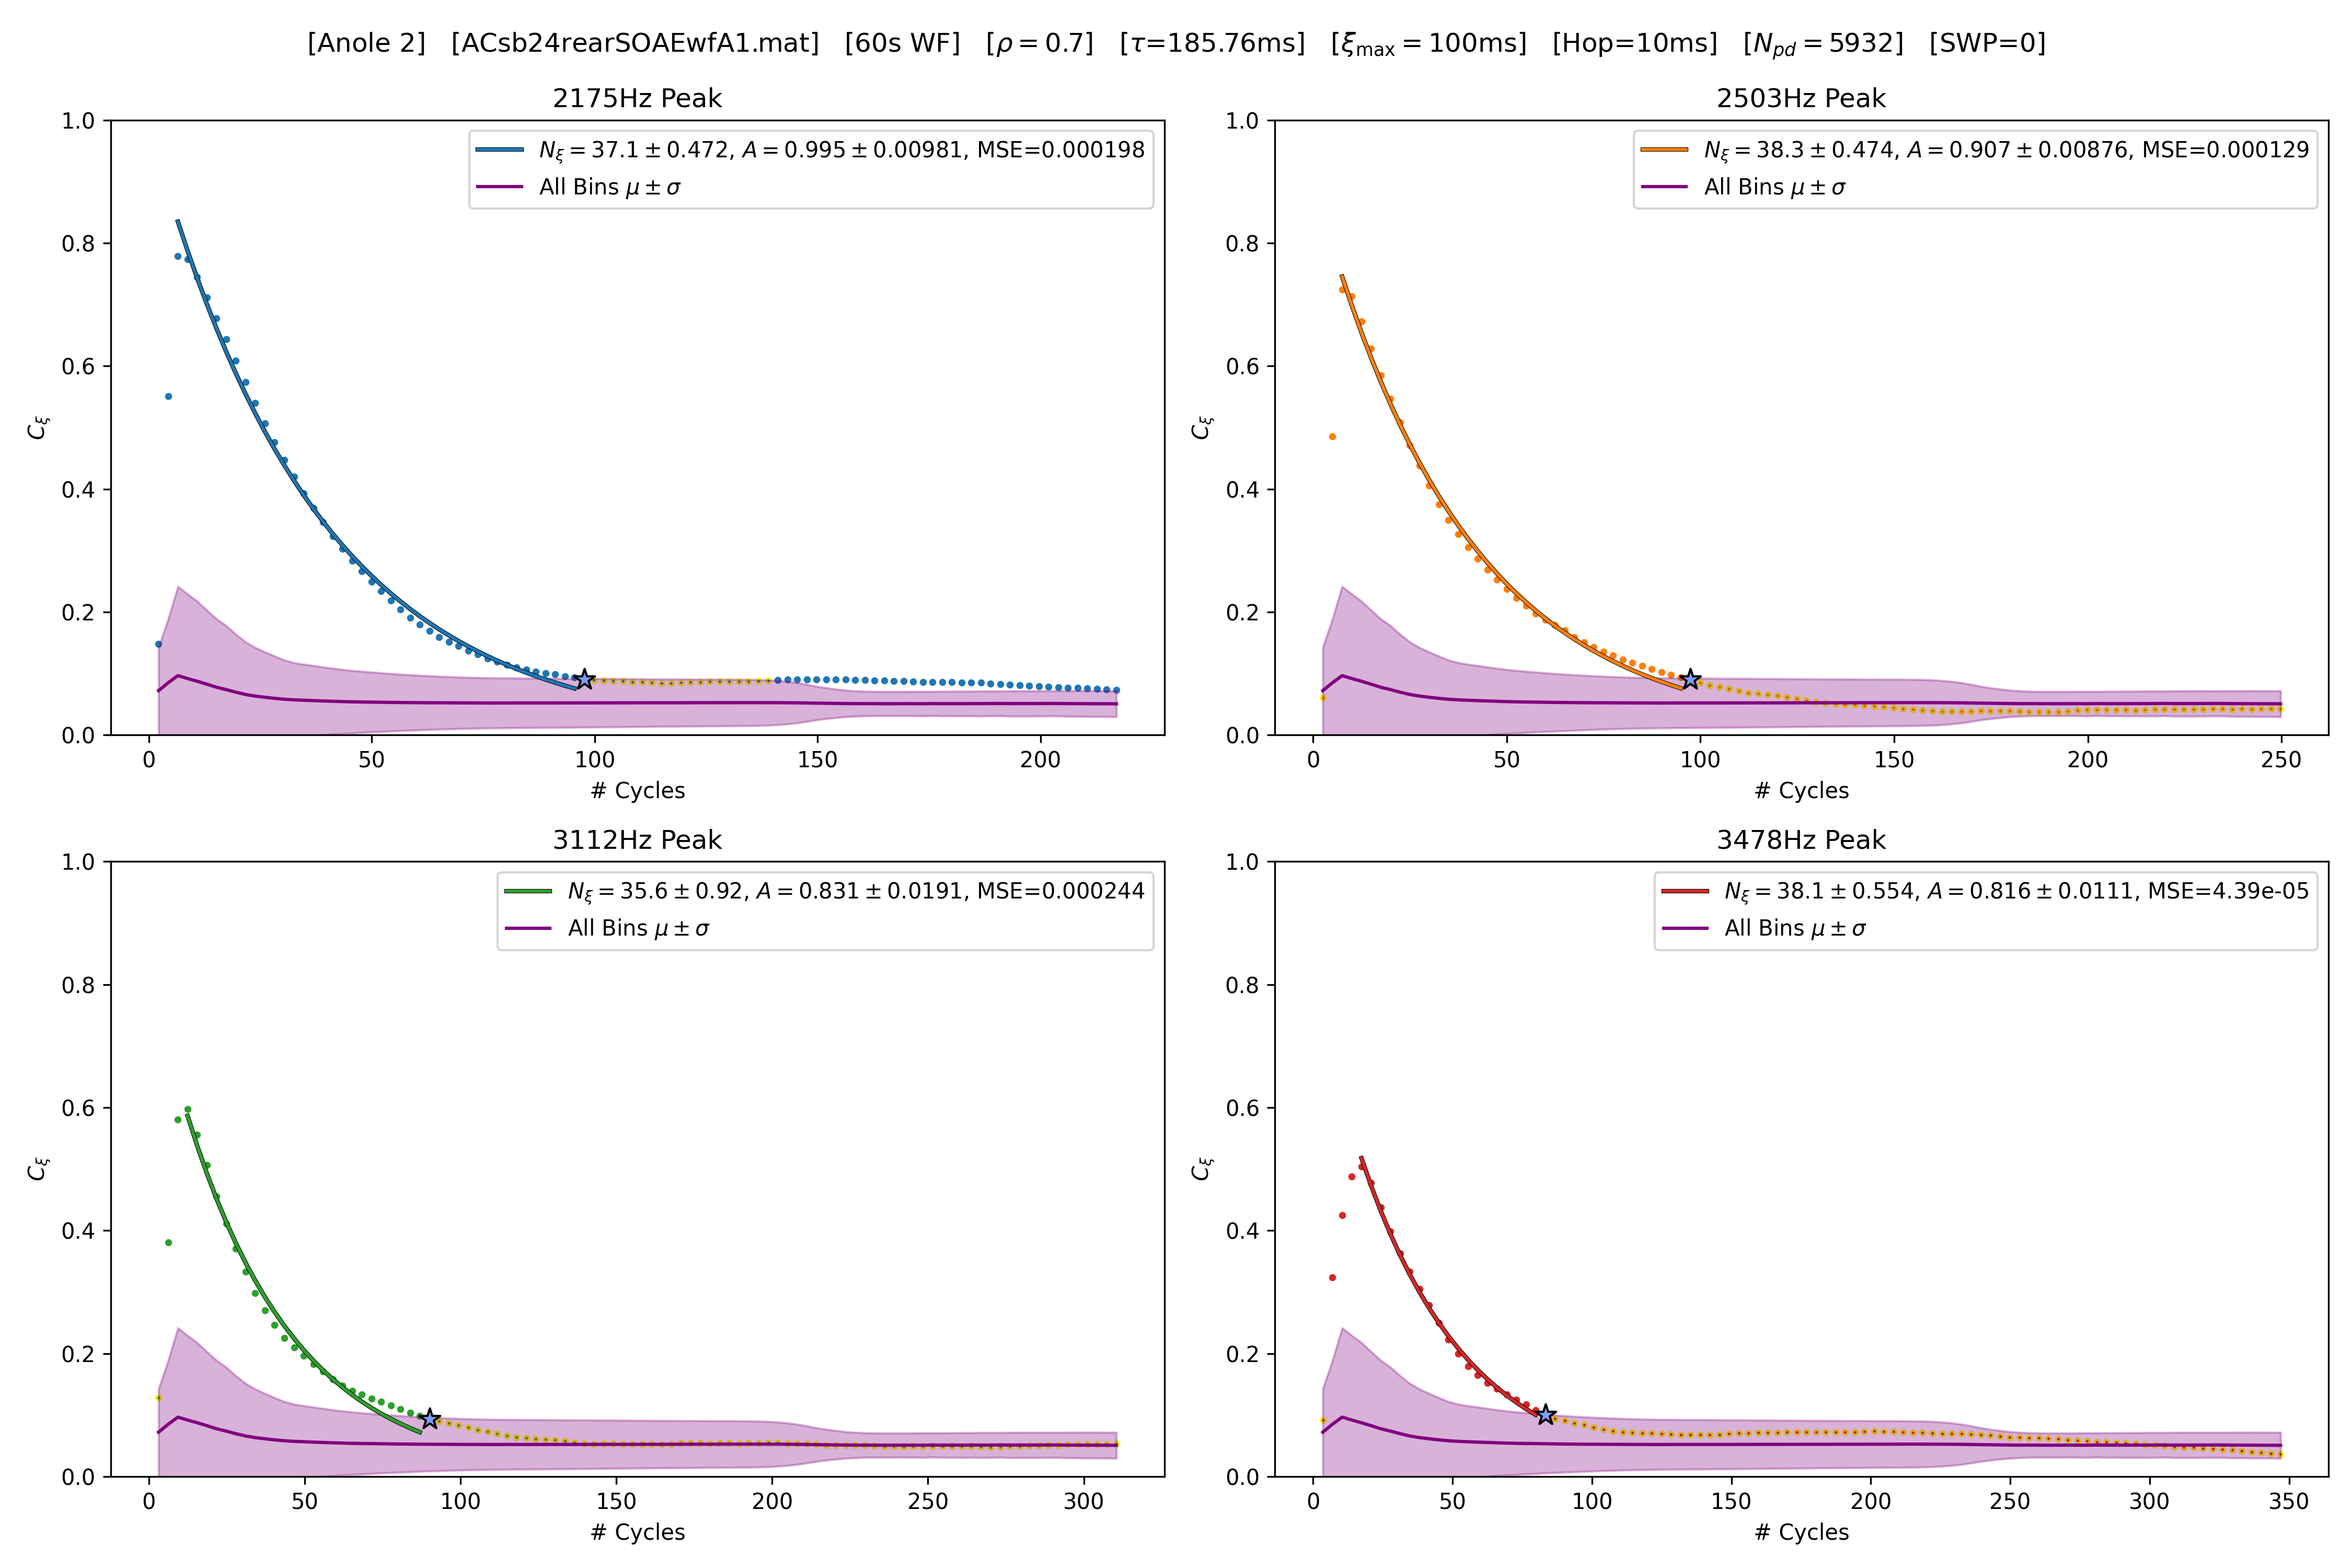 [Anole 2] [ACsb24rearSOAEwfA1.mat] [60s WF] [ρ = 0.7] [τ=185.76ms] [ξmax = 100ms] [Hop=10ms] [Npd = 5932] [SWP=0]
2175Hz Peak
1.0
0.8
0.6
0.4
0.2
0.0
Cξ
Nξ = 37.1 ± 0.472, A = 0.995 ± 0.00981, MSE=0.000198
All Bins μ ± σ
0 50 100 150 200
# Cycles
2503Hz Peak
1.0
0.8
0.6
0.4
0.2
0.0
Cξ
Nξ = 38.3 ± 0.474, A = 0.907 ± 0.00876, MSE=0.000129
All Bins μ ± σ
0 50 100 150 200 250
# Cycles
3112Hz Peak
1.0
0.8
0.6
0.4
0.2
0.0
Cξ
Nξ = 35.6 ± 0.92, A = 0.831 ± 0.0191, MSE=0.000244
All Bins μ ± σ
0 50 100 150 200 250 300
# Cycles
3478Hz Peak
1.0
0.8
0.6
0.4
0.2
0.0
Cξ
Nξ = 38.1 ± 0.554, A = 0.816 ± 0.0111, MSE=4.39e-05
All Bins μ ± σ
0 50 100 150 200 250 300 350
# Cycles